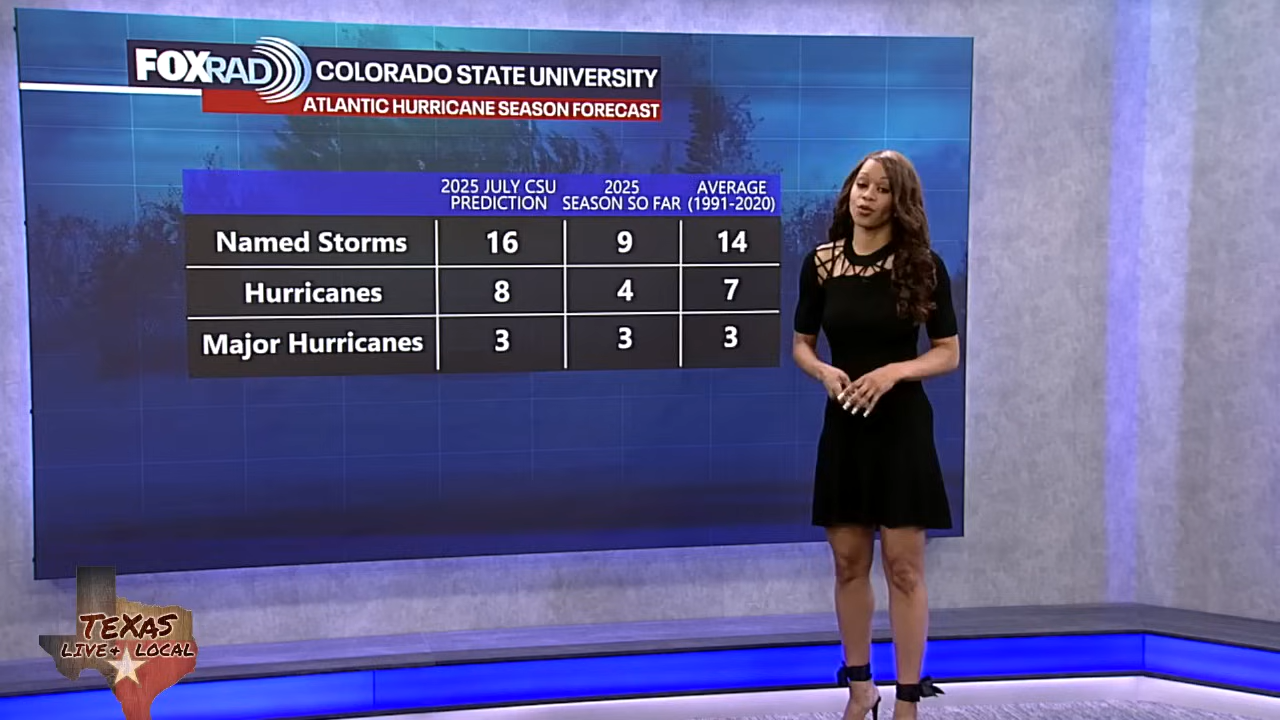 FOXRAD
COLORADO STATE UNIVERSITY
ATLANTIC HURRICANE SEASON FORECAST
2025 JULY CSU PREDICTION
2025 SEASON SO FAR
AVERAGE (1991-2020)
Named Storms 16 9 14
Hurricanes 8 4 7
Major Hurricanes 3 3 3
TEXAS
LIVE & LOCAL